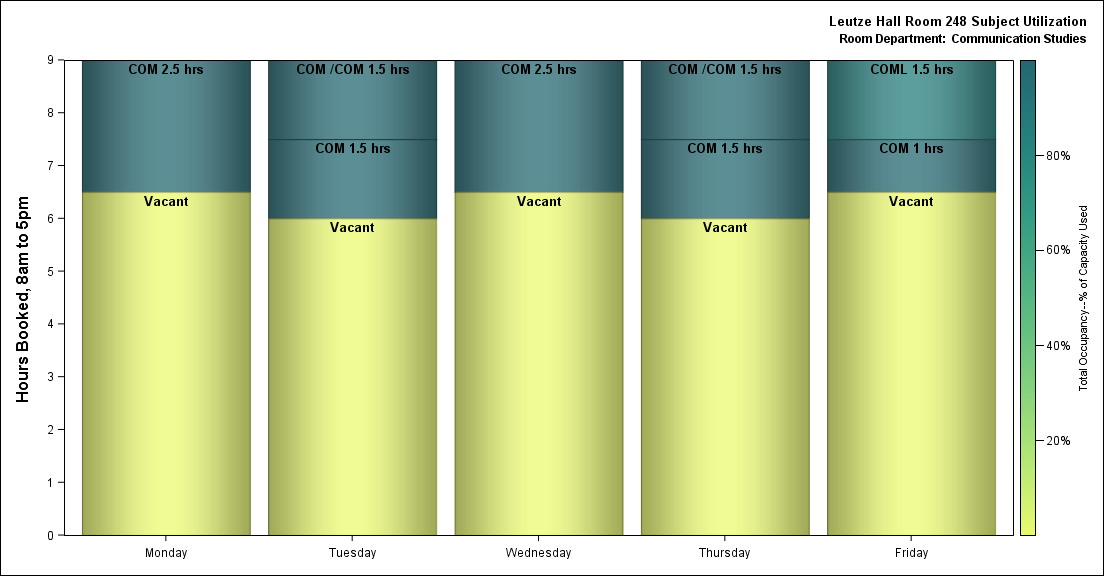 Leutze Hall Room 248 Subject Utilization
Room Department: Communication Studies
Hours Booked, 8am to 5pm
9
8
7
6
5
4
3
2
1
0
COM 2.5 hrs
Vacant
COM /COM 1.5 hrs
COM 1.5 hrs
Vacant
COM 2.5 hrs
Vacant
COM /COM 1.5 hrs
COM 1.5 hrs
Vacant
COML 1.5 hrs
COM 1 hrs
Vacant
Monday
Tuesday
Wednesday
Thursday
Friday
80%
60%
40%
20%
Total Occupancy--% of Capacity Used